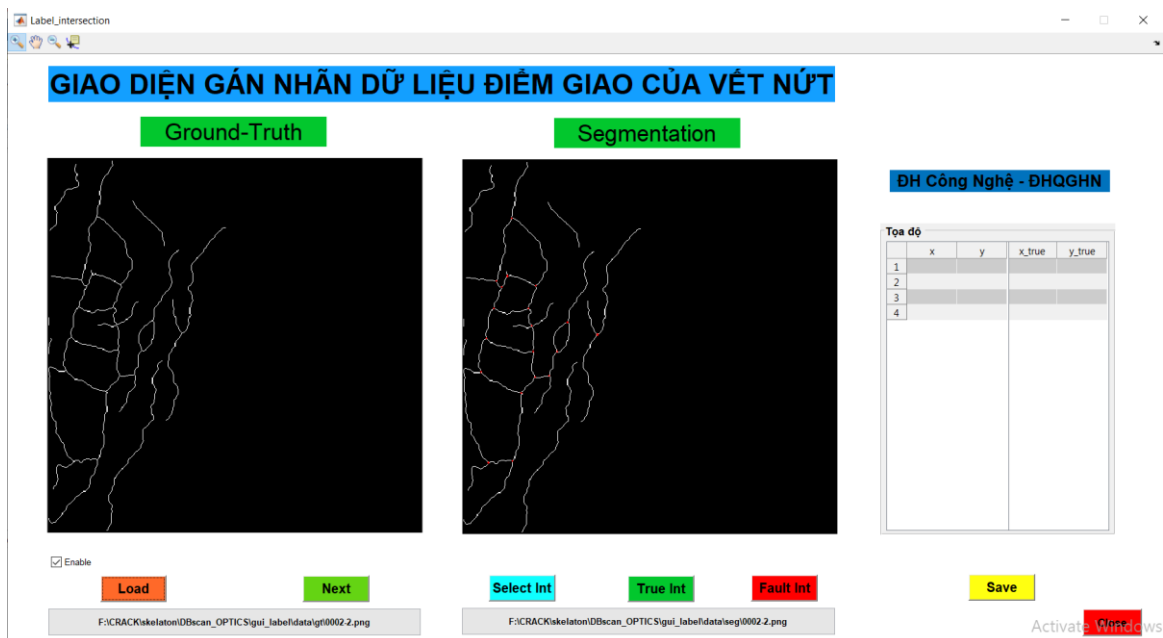 Label_intersection
GIAO DIỆN GÁN NHÃN DỮ LIỆU ĐIỂM GIAO CỦA VẾT NỨT
Ground-Truth
Segmentation
ĐH Công Nghệ - ĐHQGHN
Tọa độ
x y x_true y_true
1
2
3
4
Enable
Load
Next
Select Int
True Int
Fault Int
Save
F:\CRACK\skelaton\DBscan_OPTICS\gui_label\data\gt\0002-2.png
F:\CRACK\skelaton\DBscan_OPTICS\gui_label\data\seg\0002-2.png
Activate Windows